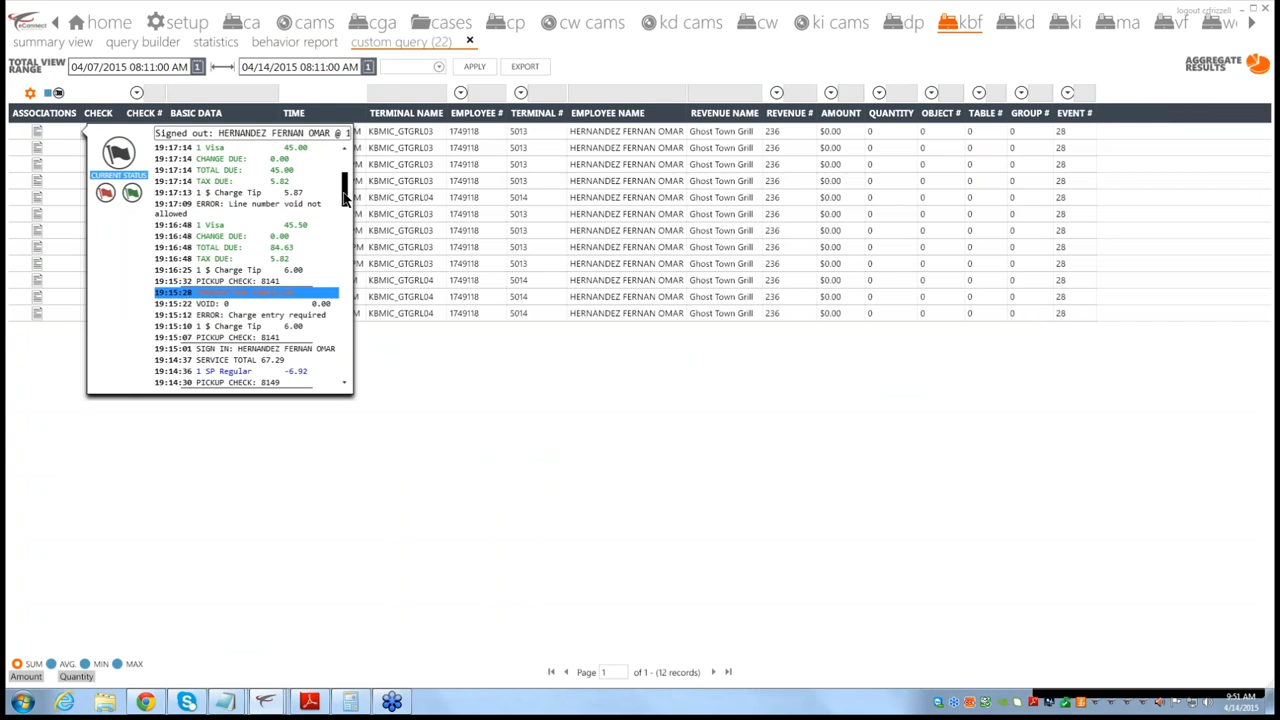 eConnect
home setup ca cams cga cases cp cw cams kd cams cw ki cams dp kbf kd ki ma vf
logout crfrizzell
summary view query builder statistics behavior report custom query (22)
TOTAL VIEW RANGE 04/07/2015 08:11:00 AM 1 04/14/2015 08:11:00 AM 1 APPLY EXPORT AGGREGATE RESULTS
ASSOCIATIONS CHECK CHECK # BASIC DATA TIME TERMINAL NAME EMPLOYEE # TERMINAL # EMPLOYEE NAME REVENUE NAME REVENUE # AMOUNT QUANTITY OBJECT # TABLE # GROUP # EVENT #
M KBMIC_GTGRL03 1749118 5013 HERNANDEZ FERNAN OMAR Ghost Town Grill 236 $0.00 0 0 0 0 28
M KBMIC_GTGRL03 1749118 5013 HERNANDEZ FERNAN OMAR Ghost Town Grill 236 $0.00 0 0 0 0 28
M KBMIC_GTGRL03 1749118 5013 HERNANDEZ FERNAN OMAR Ghost Town Grill 236 $0.00 0 0 0 0 28
M KBMIC_GTGRL03 1749118 5013 HERNANDEZ FERNAN OMAR Ghost Town Grill 236 $0.00 0 0 0 0 28
M KBMIC_GTGRL04 1749118 5014 HERNANDEZ FERNAN OMAR Ghost Town Grill 236 $0.00 0 0 0 0 28
M KBMIC_GTGRL03 1749118 5013 HERNANDEZ FERNAN OMAR Ghost Town Grill 236 $0.00 0 0 0 0 28
PM KBMIC_GTGRL03 1749118 5013 HERNANDEZ FERNAN OMAR Ghost Town Grill 236 $0.00 0 0 0 0 28
PM KBMIC_GTGRL03 1749118 5013 HERNANDEZ FERNAN OMAR Ghost Town Grill 236 $0.00 0 0 0 0 28
PM KBMIC_GTGRL03 1749118 5013 HERNANDEZ FERNAN OMAR Ghost Town Grill 236 $0.00 0 0 0 0 28
M KBMIC_GTGRL04 1749118 5014 HERNANDEZ FERNAN OMAR Ghost Town Grill 236 $0.00 0 0 0 0 28
M KBMIC_GTGRL04 1749118 5014 HERNANDEZ FERNAN OMAR Ghost Town Grill 236 $0.00 0 0 0 0 28
M KBMIC_GTGRL04 1749118 5014 HERNANDEZ FERNAN OMAR Ghost Town Grill 236 $0.00 0 0 0 0 28
CURRENT STATUS
Signed out: HERNANDEZ FERNAN OMAR @ 1
19:17:14 1 Visa 45.00
19:17:14 CHANGE DUE: 0.00
19:17:14 TOTAL DUE: 45.00
19:17:14 TAX DUE: 5.82
19:17:13 1 $ Charge Tip 5.87
19:17:09 ERROR: Line number void not
allowed
19:16:48 1 Visa 45.50
19:16:48 CHANGE DUE: 0.00
19:16:48 TOTAL DUE: 84.63
19:16:48 TAX DUE: 5.82
19:16:25 1 $ Charge Tip 6.00
19:15:32 PICKUP CHECK: 8141
19:15:28
19:15:22 VOID: 0 0.00
19:15:12 ERROR: Charge entry required
19:15:10 1 $ Charge Tip 6.00
19:15:07 PICKUP CHECK: 8141
19:15:01 SIGN IN: HERNANDEZ FERNAN OMAR
19:14:37 SERVICE TOTAL 67.29
19:14:36 1 SP Regular -6.92
19:14:30 PICKUP CHECK: 8149
SUM AVG. MIN MAX
Amount Quantity
Page 1 of 1 - (12 records)
9:51 AM
4/14/2015